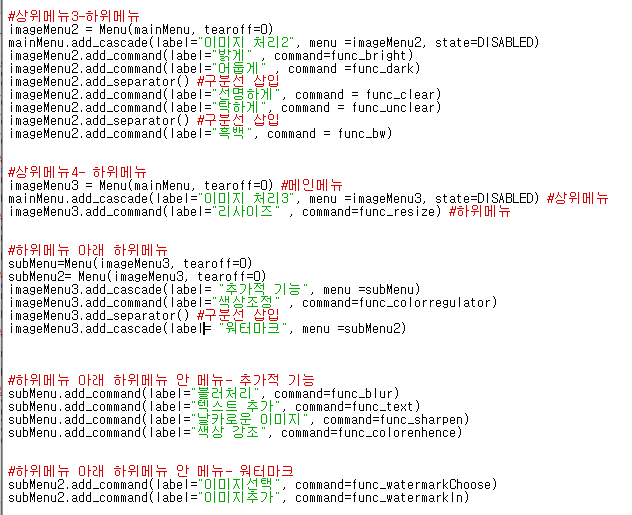 #상위메뉴3-하위메뉴
imageMenu2 = Menu(mainMenu, tearoff=0)
mainMenu.add_cascade(label="이미지 처리2", menu =imageMenu2, state=DISABLED)
imageMenu2.add_command(label="밝게" , command=func_bright)
imageMenu2.add_command(label="어둡게" , command =func_dark)
imageMenu2.add_separator() #구분선 삽입
imageMenu2.add_command(label="선명하게", command = func_clear)
imageMenu2.add_command(label="탁하게", command = func_unclear)
imageMenu2.add_separator() #구분선 삽입
imageMenu2.add_command(label="흑백", command = func_bw)
#상위메뉴4- 하위메뉴
imageMenu3 = Menu(mainMenu, tearoff=0) #메인메뉴
mainMenu.add_cascade(label="이미지 처리3", menu =imageMenu3, state=DISABLED) #상위메뉴
imageMenu3.add_command(label="리사이즈" , command=func_resize) #하위메뉴
#하위메뉴 아래 하위메뉴
subMenu=Menu(imageMenu3, tearoff=0)
subMenu2= Menu(imageMenu3, tearoff=0)
imageMenu3.add_cascade(label= "추가적 기능", menu =subMenu)
imageMenu3.add_command(label="색상조정" , command=func_colorregulator)
imageMenu3.add_separator() #구분선 삽입
imageMenu3.add_cascade(label= "워터마크", menu =subMenu2)
#하위메뉴 아래 하위메뉴 안 메뉴- 추가적 기능
subMenu.add_command(label="블러처리", command=func_blur)
subMenu.add_command(label="텍스트 추가", command=func_text)
subMenu.add_command(label="날카로운 이미지", command=func_sharpen)
subMenu.add_command(label="색상 강조", command=func_colorenhence)
#하위메뉴 아래 하위메뉴 안 메뉴- 워터마크
subMenu2.add_command(label="이미지선택", command=func_watermarkChoose)
subMenu2.add_command(label="이미지추가", command=func_watermarkIn)